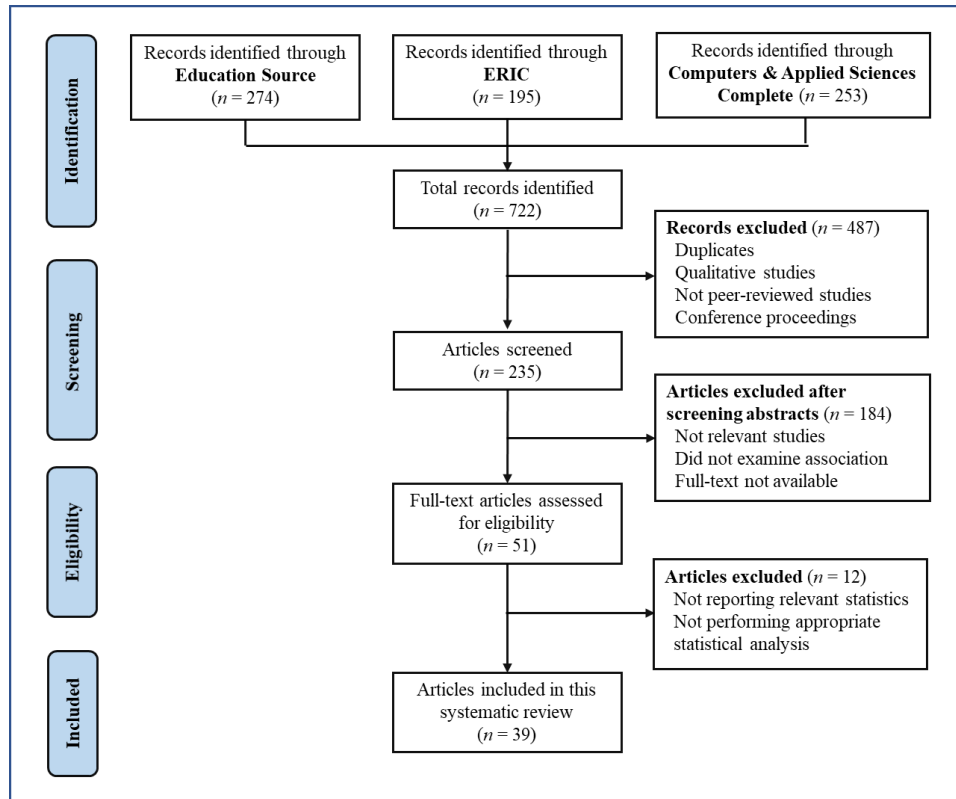 Identification
Records identified through
Education Source
(n = 274)
Records identified through
ERIC
(n = 195)
Records identified through
Computers & Applied Sciences
Complete (n = 253)
Total records identified
(n = 722)
Records excluded (n = 487)
Duplicates
Qualitative studies
Not peer-reviewed studies
Conference proceedings
Screening
Articles screened
(n = 235)
Articles excluded after
screening abstracts (n = 184)
Not relevant studies
Did not examine association
Full-text not available
Eligibility
Full-text articles assessed
for eligibility
(n = 51)
Articles excluded (n = 12)
Not reporting relevant statistics
Not performing appropriate
statistical analysis
Included
Articles included in this
systematic review
(n = 39)